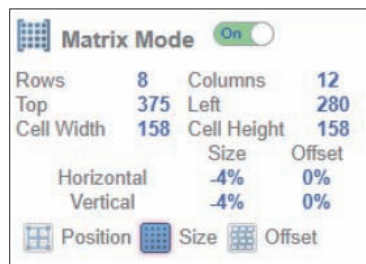 Matrix Mode On
Rows 8 Columns 12
Top 375 Left 280
Cell Width 158 Cell Height 158
Size Offset
Horizontal -4% 0%
Vertical -4% 0%
Position Size Offset